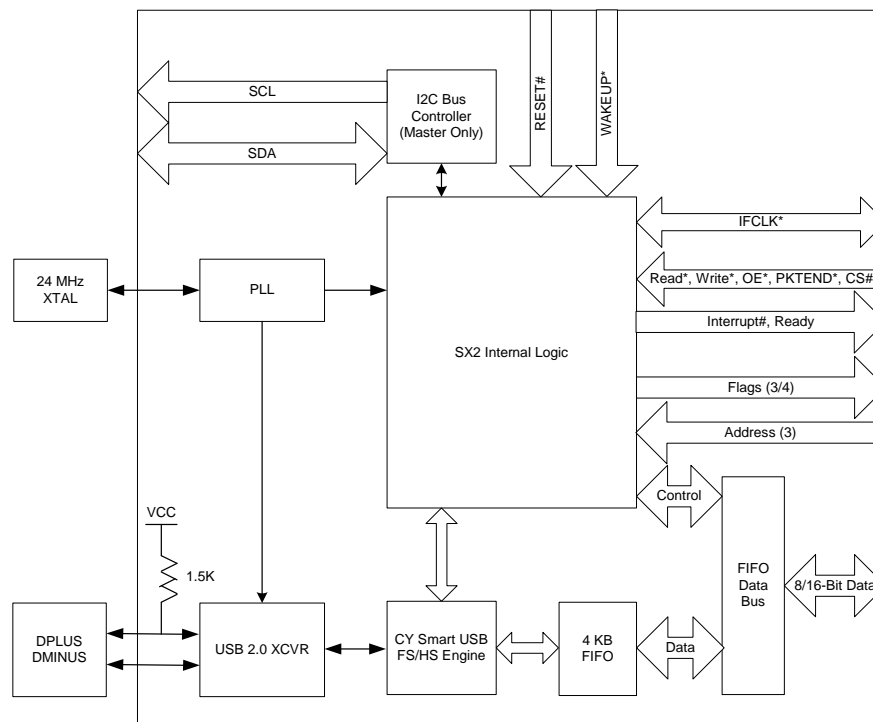 SCL
I2C Bus
Controller
(Master Only)
SDA
RESET#
WAKEUP*
IFCLK*
24 MHz
XTAL
PLL
Read*, Write*, OE*, PKTEND*, CS#
Interrupt#, Ready
SX2 Internal Logic
Flags (3/4)
Address (3)
Control
VCC
1.5K
FIFO
Data
Bus
8/16-Bit Data
DPLUS
DMINUS
USB 2.0 XCVR
CY Smart USB
FS/HS Engine
4 KB
FIFO
Data